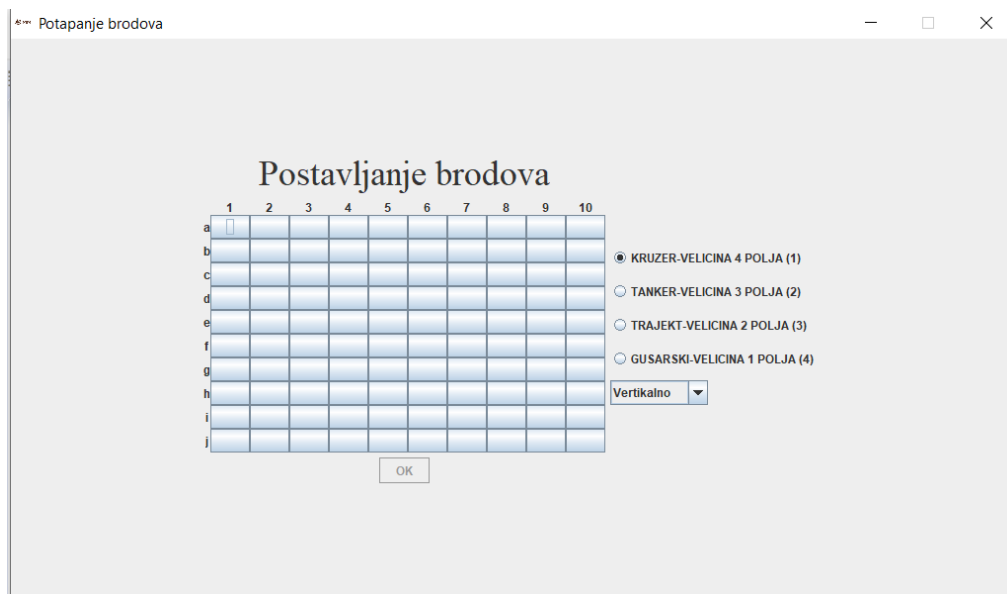 Potapanje brodova
Postavljanje brodova
1 2 3 4 5 6 7 8 9 10
a
b
KRUZER-VELICINA 4 POLJA (1)
c
d
TANKER-VELICINA 3 POLJA (2)
e
TRAJEKT-VELICINA 2 POLJA (3)
f
g
GUSARSKI-VELICINA 1 POLJA (4)
h
Vertikalno
i
j
OK